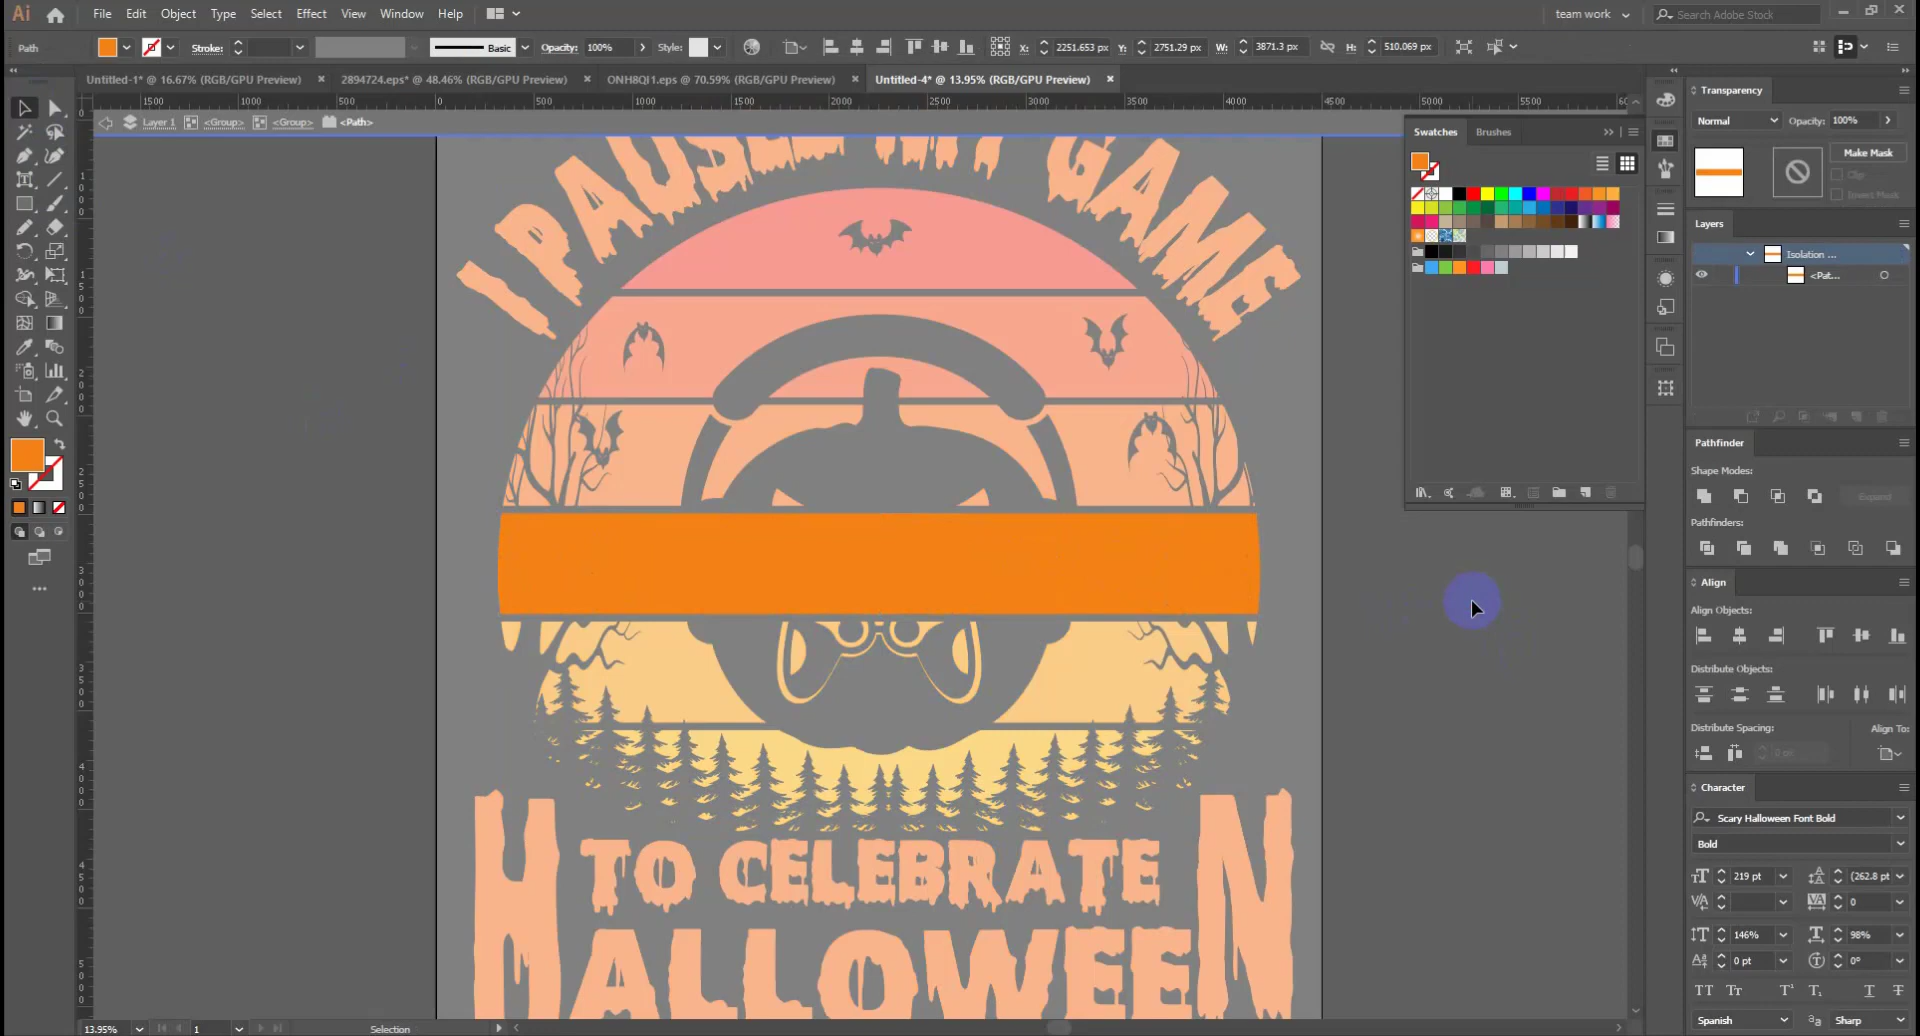 Ai File Edit Object Type Select Effect View Window Help team work Search Adobe Stock
Path Stroke: Basic Opacity: 100% Style: X: 2251.653 px Y: 2751.29 px W: 3871.3 px H: 510.069 px
Untitled-1* @ 16.67% (RGB/GPU Preview) 2894724.eps* @ 48.46% (RGB/GPU Preview) ONH8QI1.eps @ 70.59% (RGB/GPU Preview) Untitled-4* @ 13.95% (RGB/GPU Preview)
1500 1000 500 0 500 1000 1500 2000 2500 3000 3500 4000 4500 5000 5500
Layer 1 <Group> <Group> <Path>
I PAUSED MY GAME
TO CELEBRATE
HALLOWEEN
Swatches Brushes
Transparency
Normal Opacity: 100%
Make Mask
Clip
Invert Mask
Layers
Isolation ...
<Pat...
Pathfinder
Shape Modes:
Expand
Pathfinders:
Align
Align Objects:
Distribute Objects:
Distribute Spacing: Align To:
0 px
Character
Scary Halloween Font Bold
Bold
219 pt (262.8 pt
0
146% 98%
0 pt 0°
Spanish Sharp
13.95% 1 Selection